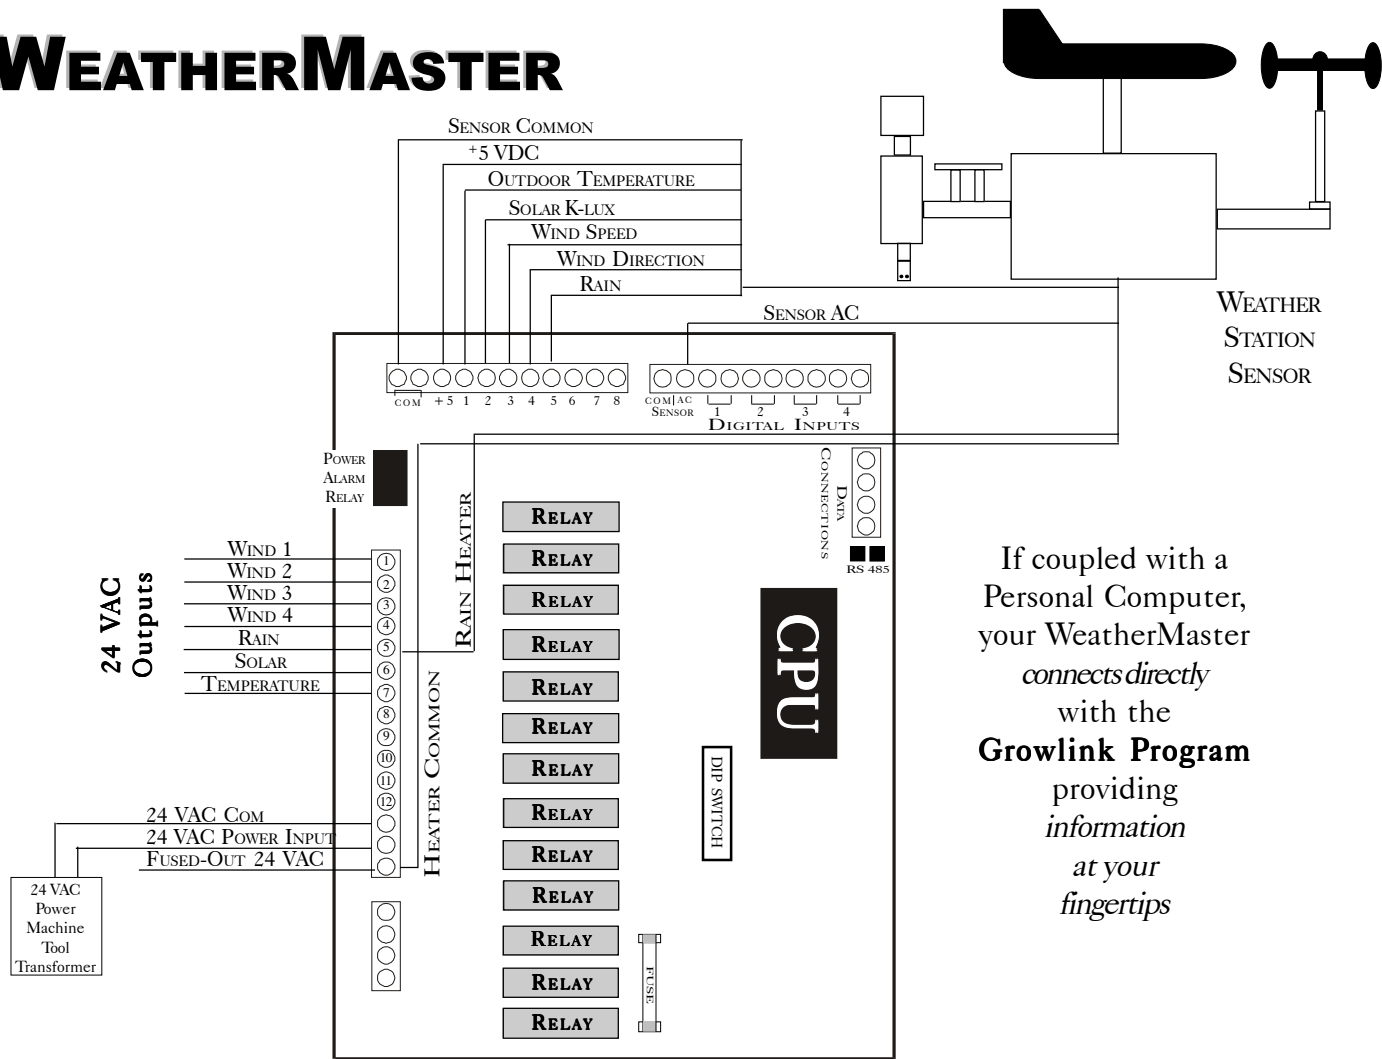 WEATHERMASTER
SENSOR COMMON
+5 VDC
OUTDOOR TEMPERATURE
SOLAR K-LUX
WIND SPEED
WIND DIRECTION
RAIN
SENSOR AC
WEATHER
STATION
SENSOR
COM +5 1 2 3 4 5 6 7 8
COM AC
SENSOR
1 2 3 4
DIGITAL INPUTS
POWER
ALARM
RELAY
DATA
CONNECTIONS
RS 485
RAIN HEATER
HEATER COMMON
24 VAC
Outputs
WIND 1
WIND 2
WIND 3
WIND 4
RAIN
SOLAR
TEMPERATURE
1
2
3
4
5
6
7
8
9
10
11
12
24 VAC COM
24 VAC POWER INPUT
FUSED-OUT 24 VAC
24 VAC
Power
Machine
Tool
Transformer
RELAY
RELAY
RELAY
RELAY
RELAY
RELAY
RELAY
RELAY
RELAY
RELAY
RELAY
RELAY
RELAY
CPU
DIP SWITCH
FUSE
If coupled with a
Personal Computer,
your WeatherMaster
connects directly
with the
Growlink Program
providing
information
at your
fingertips